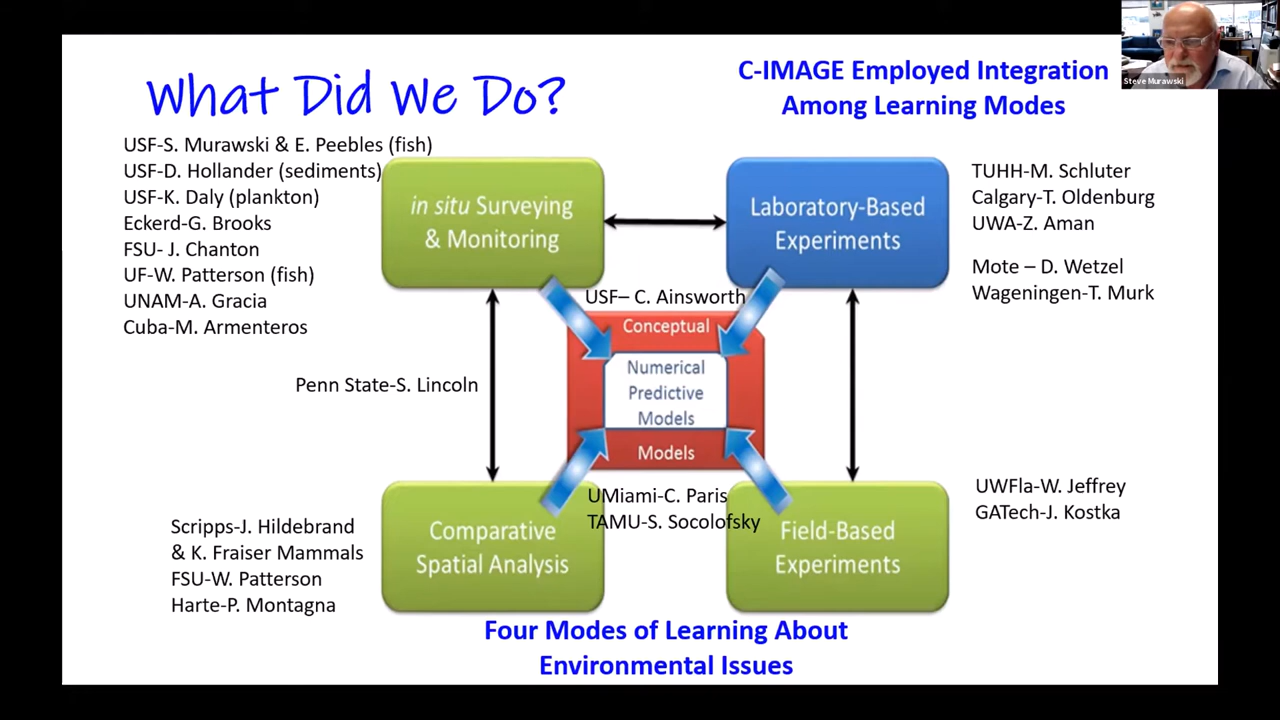 What Did We Do?
C-IMAGE Employed Integration
Among Learning Modes
Steve Murawski
USF-S. Murawski & E. Peebles (fish)
USF-D. Hollander (sediments)
USF-K. Daly (plankton)
Eckerd-G. Brooks
FSU- J. Chanton
UF-W. Patterson (fish)
UNAM-A. Gracia
Cuba-M. Armenteros
in situ Surveying
& Monitoring
Laboratory-Based
Experiments
TUHH-M. Schluter
Calgary-T. Oldenburg
UWA-Z. Aman
Mote – D. Wetzel
Wageningen-T. Murk
USF– C. Ainsworth
Conceptual
Numerical
Predictive
Models
Models
Penn State-S. Lincoln
UMiami-C. Paris
TAMU-S. Socolofsky
Scripps-J. Hildebrand
& K. Fraiser Mammals
FSU-W. Patterson
Harte-P. Montagna
Comparative
Spatial Analysis
Field-Based
Experiments
UWFla-W. Jeffrey
GATech-J. Kostka
Four Modes of Learning About
Environmental Issues